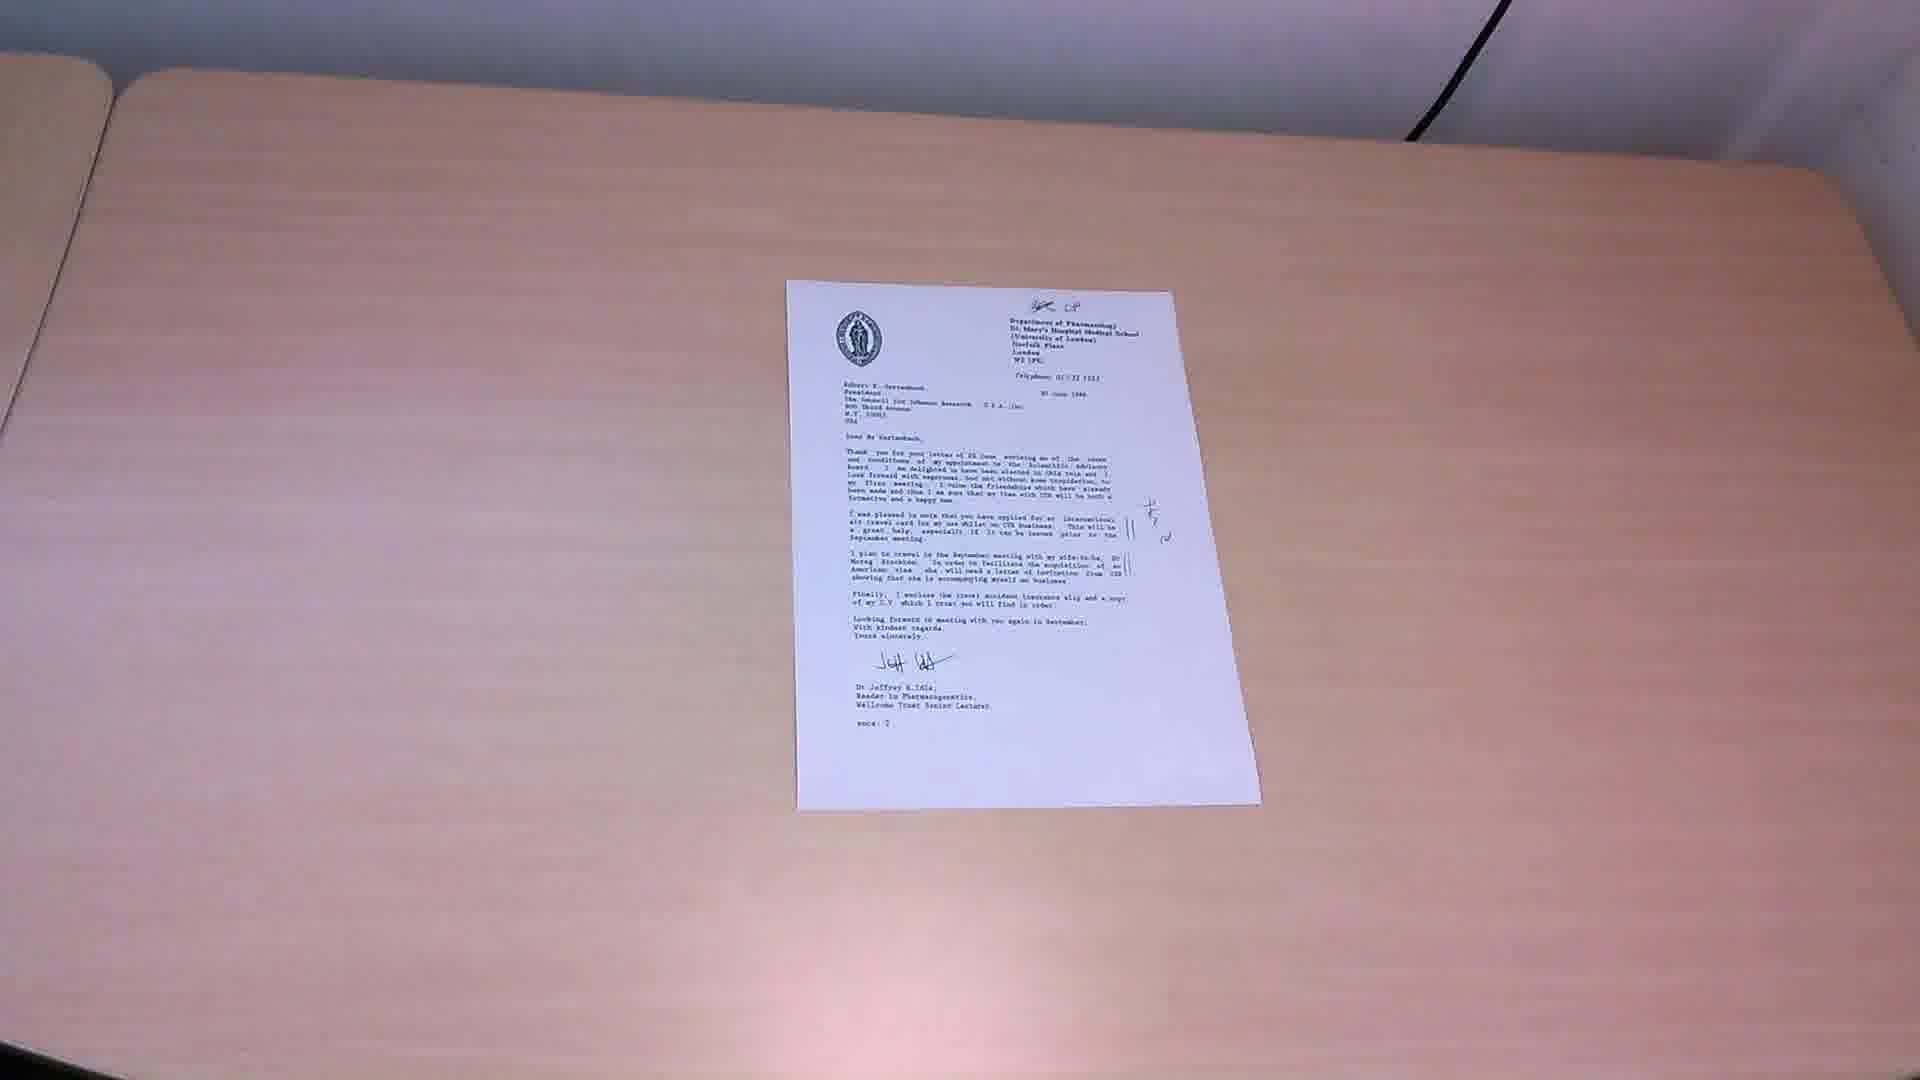 Department of Pharmacology
St. Mary's Hospital Medical School
(University of London)
Norfolk Place
London
W2 1PG
Telephone:
30 June
President
The Council for Tobacco Research - U.S.A., Inc.
900 Third Avenue
N.Y. 10022
USA
Dear Mr
Thank you for your letter of 25 June advising me of the terms
and conditions of my appointment to the Scientific Advisory
Board. I am delighted to have been elected to this role and I
look forward with eagerness, but not without some trepidation, to
my first meeting. I value the friendships which have already
been made and thus I am sure that my time with CTR will be both a
formative and a happy one.
I was pleased to note that you have applied for an international
air travel card for my use whilst on CTR business. This will be
a great help, especially if it can be issued prior to the
September meeting.
I plan to travel to the September meeting with my wife-to-be, Dr
Morag Stockton. In order to facilitate the acquisition of an
American visa she will need a letter of invitation from CTR
showing that she is accompanying myself on business.
Finally, I enclose the travel accident insurance slip and a copy
of my C.V. which I trust you will find in order.
Looking forward to meeting with you again in September.
With kindest regards.
Yours sincerely
Dr Jeffrey R.Idle,
Reader in Pharmacogenetics,
Wellcome Trust Senior Lecturer.
encs: 2